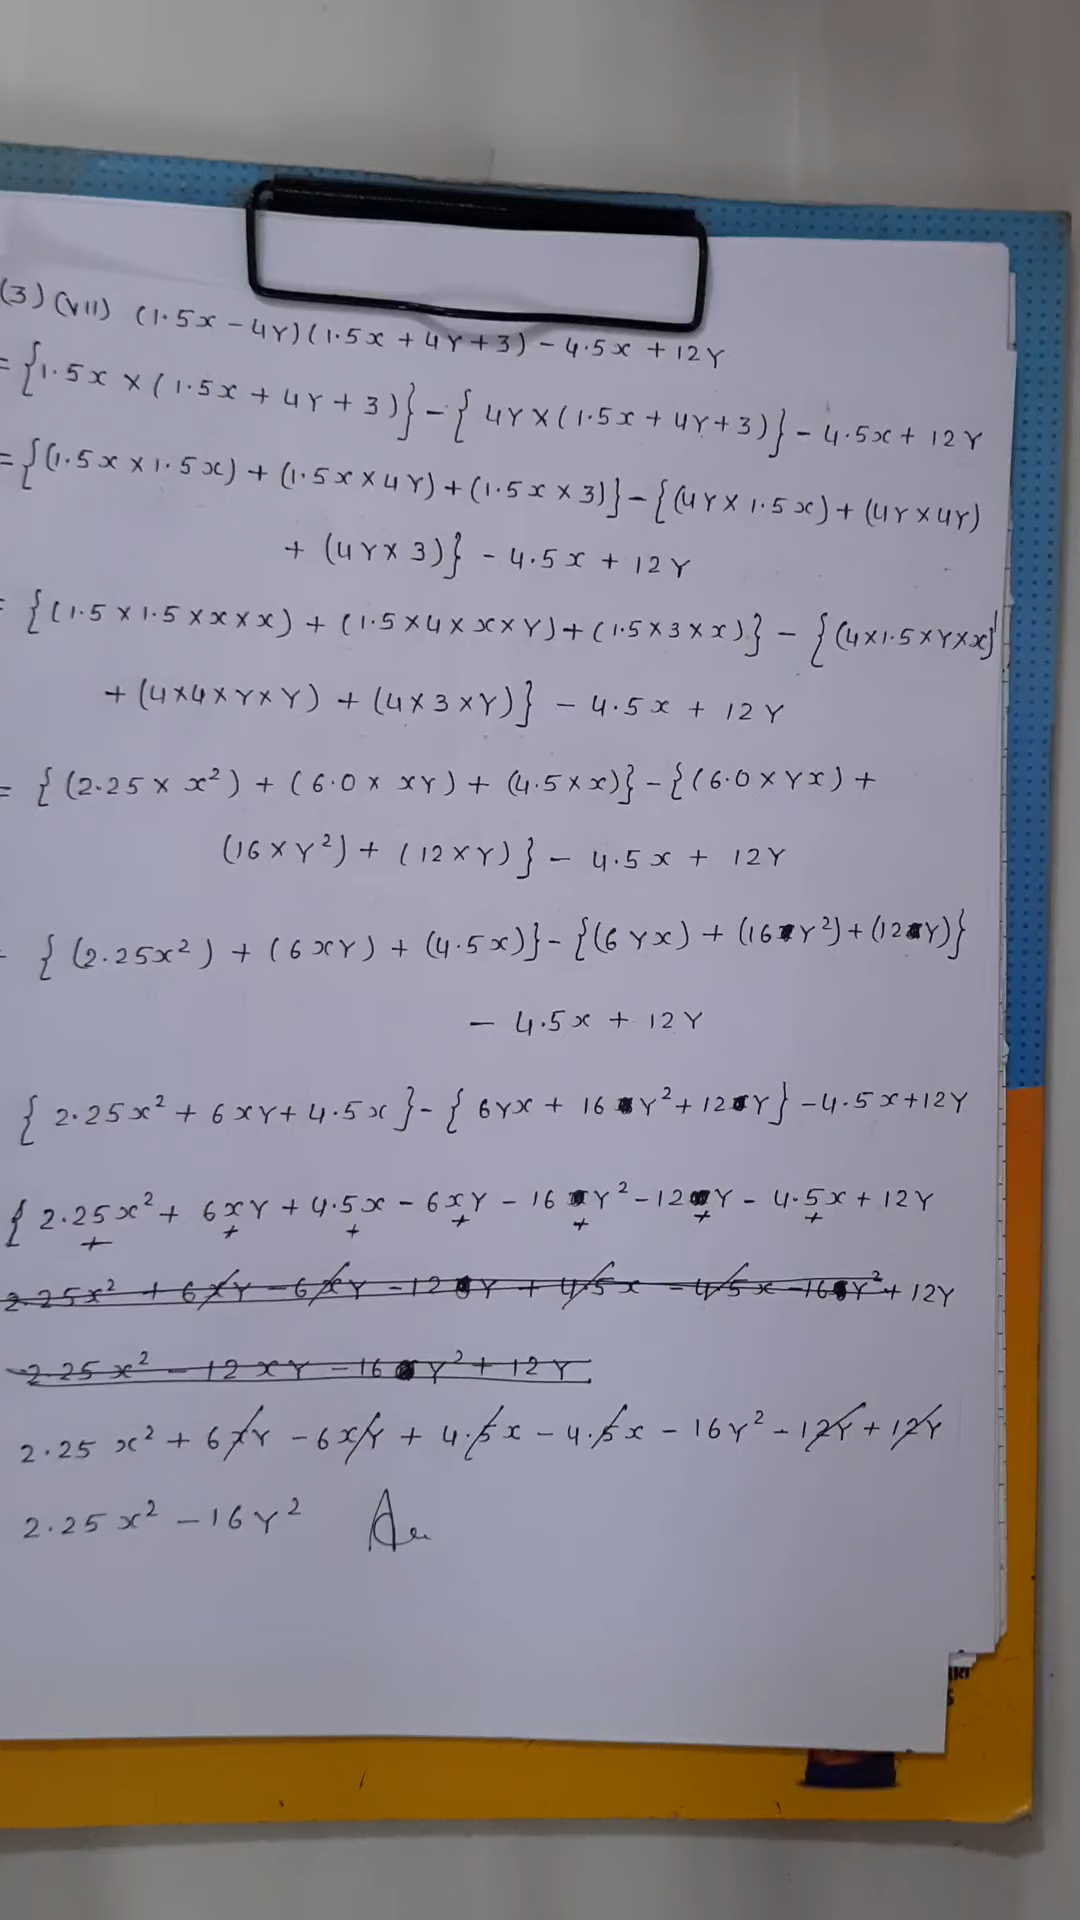 (3) (VII) (1.5x - 4Y)(1.5x + 4Y + 3) - 4.5x + 12Y
= {1.5x × (1.5x + 4Y + 3)} - { 4Y × (1.5x + 4Y + 3)} - 4.5x + 12Y
= {(1.5x × 1.5x) + (1.5x × 4Y) + (1.5x × 3)} - {(4Y × 1.5x) + (4Y × 4Y)
+ (4Y × 3)} - 4.5x + 12Y
= {(1.5 × 1.5 × x × x) + (1.5 × 4 × x × Y) + (1.5 × 3 × x)} - {(4×1.5×Y×x)
+ (4×4×Y×Y) + (4×3×Y)} - 4.5x + 12Y
= {(2.25 × x²) + (6.0 × xY) + (4.5 × x)} - {(6.0 × Yx) +
(16 × Y²) + (12 × Y)} - 4.5x + 12Y
- {(2.25x²) + (6xY) + (4.5x)} - {(6Yx) + (16Y²) + (12Y)}
- 4.5x + 12Y
{2.25x² + 6xY + 4.5x} - {6Yx + 16Y² + 12Y} - 4.5x + 12Y
{2.25x² + 6xY + 4.5x - 6xY - 16Y² - 12Y - 4.5x + 12Y
+ + + + + + +
2.25x² + 6xY - 6xY - 12Y + 4.5x - 4.5x - 16Y² + 12Y
2.25x² - 12xY - 16Y² + 12Y
2.25x² + 6xY - 6xY + 4.5x - 4.5x - 16Y² - 12Y + 12Y
2.25x² - 16Y²